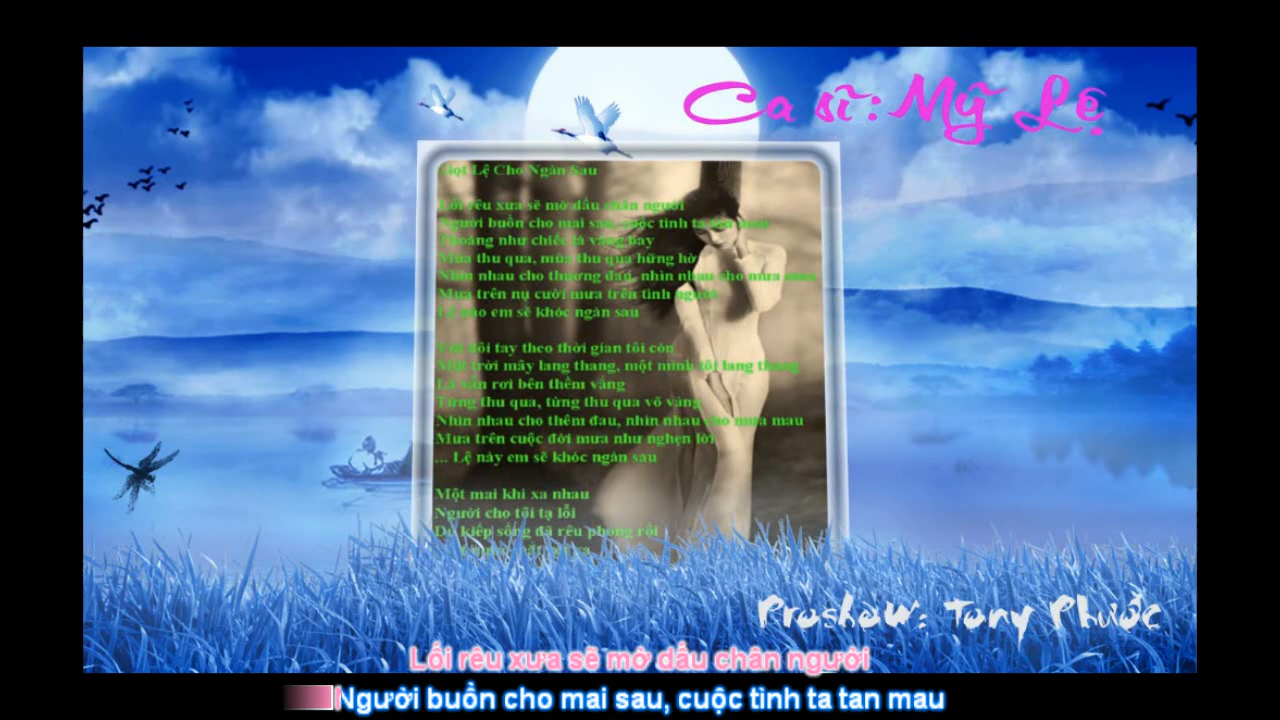 Ca sĩ: Mỹ Lệ
Lệ Cho Ngàn Sau
Lối rêu xưa sẽ mờ dấu chân người
Người buồn cho mai sau, cuộc tình ta tan mau
Thoáng như chiếc lá vàng bay
Mùa thu qua, mùa thu qua hững hờ
Nhìn nhau cho thương đau, nhìn nhau cho mưa mau
Mưa trên nụ cười mưa trên tình người
Lệ nào em sẽ khóc ngàn sau
đôi tay theo thời gian tôi còn
Một trời mây lang thang, một mình tôi lang thang
Lá vẫn rơi bên thềm vắng
Từng thu qua, từng thu qua võ vàng
Nhìn nhau cho thêm đau, nhìn nhau cho mưa mau
Mưa trên cuộc đời mưa như nghẹn lời
... Lệ này em sẽ khóc ngàn sau
Một mai khi xa nhau
Người cho tôi tạ lỗi
Dù kiếp sống đã rêu phong rồi
Proshow: Tony Phước
Lối rêu xưa sẽ mờ dấu chân người
Người buồn cho mai sau, cuộc tình ta tan mau